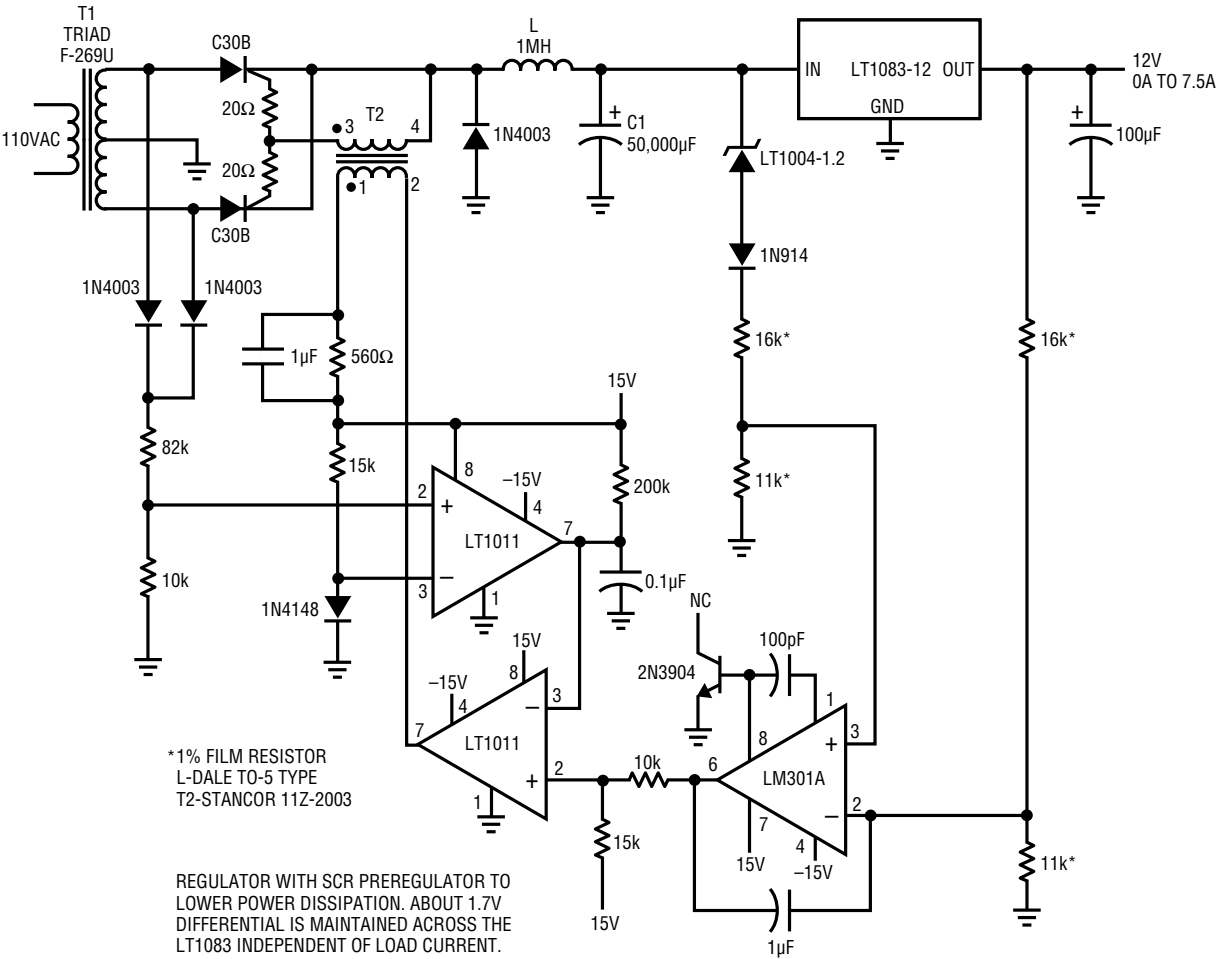 T1
TRIAD
F-269U
110VAC
C30B
20Ω
20Ω
C30B
T2
3
4
1
2
L
1MH
1N4003
+
C1
50,000µF
IN
LT1083-12
OUT
GND
12V
0A TO 7.5A
+
100µF
LT1004-1.2
1N914
16k*
11k*
16k*
11k*
1N4003
1N4003
82k
10k
1µF
560Ω
15k
1N4148
15V
200k
0.1µF
2
+
8
–15V
4
LT1011
7
–
3
1
15V
8
–15V
4
3
–
7
LT1011
+
2
1
10k
15k
15V
NC
2N3904
100pF
1
8
3
+
6
LM301A
2
–
7
15V
4
–15V
1µF
*1% FILM RESISTOR
L-DALE TO-5 TYPE
T2-STANCOR 11Z-2003
REGULATOR WITH SCR PREREGULATOR TO
LOWER POWER DISSIPATION. ABOUT 1.7V
DIFFERENTIAL IS MAINTAINED ACROSS THE
LT1083 INDEPENDENT OF LOAD CURRENT.